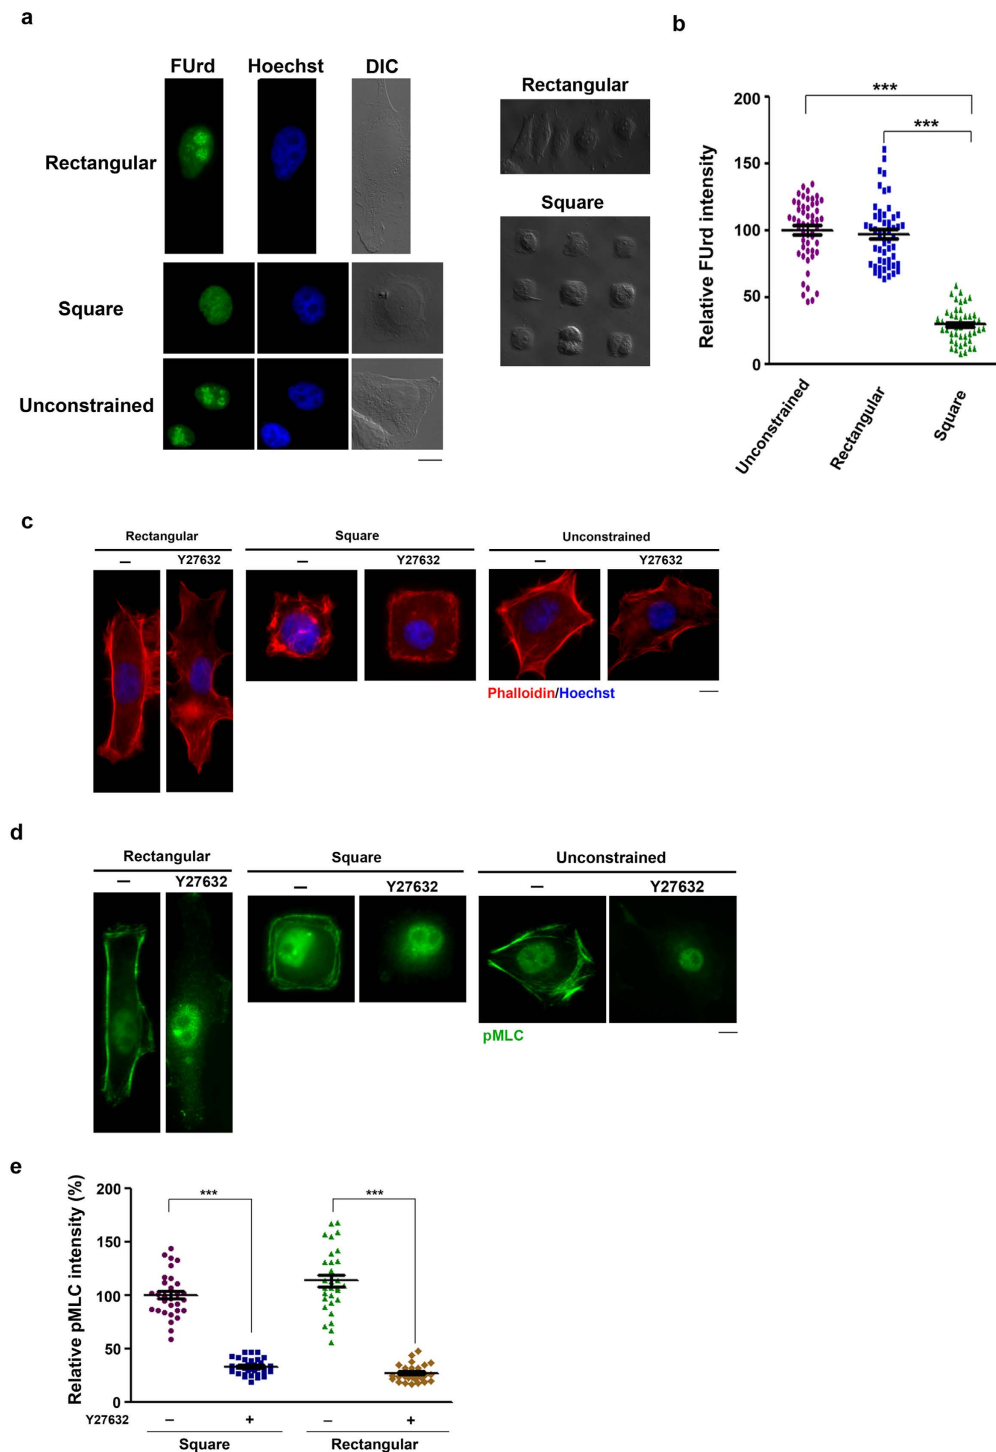 a
FUrd Hoechst DIC
Rectangular
Square
Unconstrained
Rectangular
Square
b
Relative FUrd intensity
200
150
100
50
0
***
***
Unconstrained
Rectangular
Square
c
Rectangular Square Unconstrained
– Y27632 – Y27632 – Y27632
Phalloidin/Hoechst
d
Rectangular Square Unconstrained
– Y27632 – Y27632 – Y27632
pMLC
e
Relative pMLC intensity (%)
200
150
100
50
0
*** ***
Y27632 – + – +
Square Rectangular